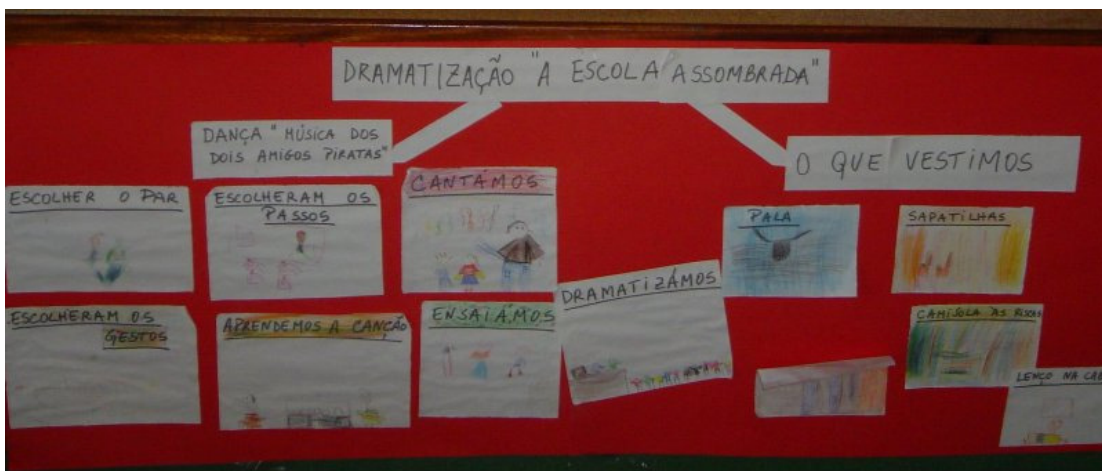 DRAMATIZAÇÃO "A ESCOLA ASSOMBRADA"
DANÇA "MÚSICA DOS
DOIS AMIGOS PIRATAS"
ESCOLHER O PAR
ESCOLHERAM OS
PASSOS
CANTÁMOS
ESCOLHERAM OS
GESTOS
APRENDEMOS A CANÇÃO
ENSAIÁMOS
DRAMATIZÁMOS
O QUE VESTIMOS
PALA
SAPATILHAS
CAMISOLA ÀS RISCAS
LENÇO NA